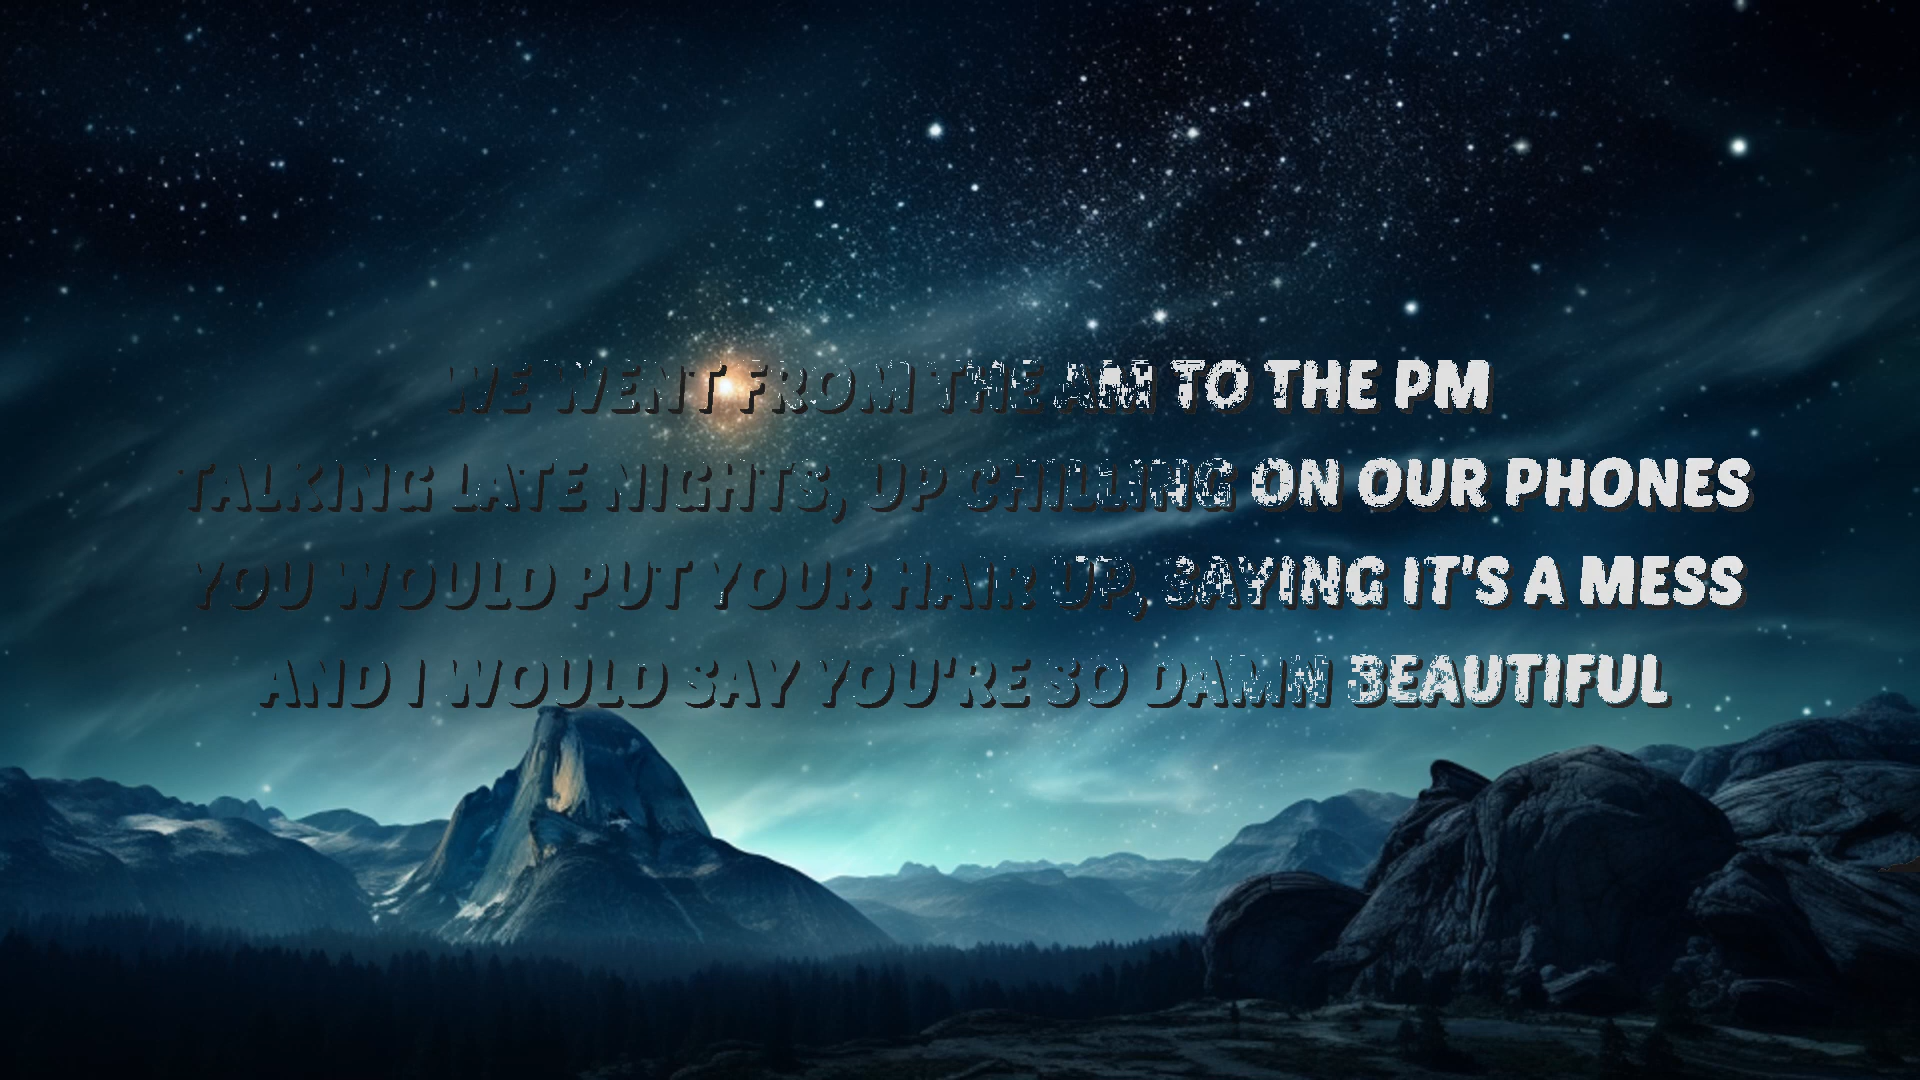 WE WENT FROM THE AM TO THE PM
TALKING LATE NIGHTS, UP CHILLING ON OUR PHONES
YOU WOULD PUT YOUR HAIR UP, SAYING IT'S A MESS
AND I WOULD SAY YOU'RE SO DAMN BEAUTIFUL